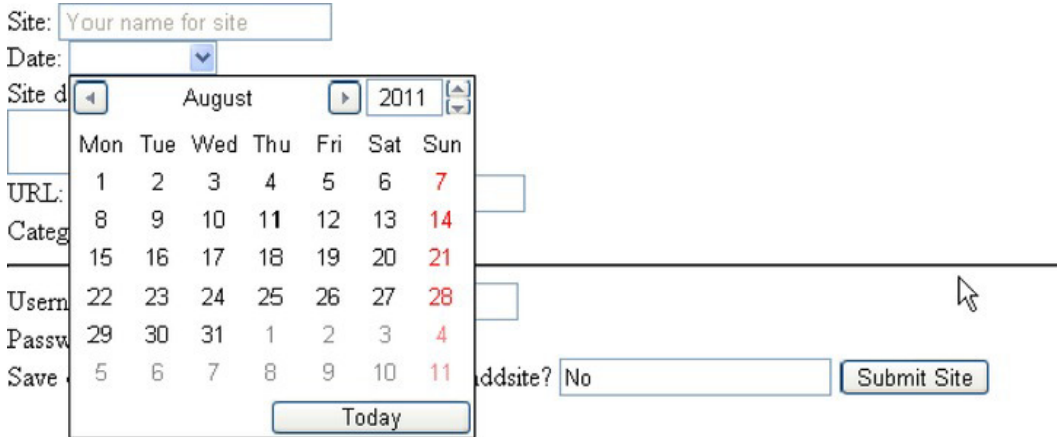 Site: Your name for site
Date:
Site d
August 2011
Mon Tue Wed Thu Fri Sat Sun
1 2 3 4 5 6 7
URL:
8 9 10 11 12 13 14
Categ
15 16 17 18 19 20 21
Usern 22 23 24 25 26 27 28
Passw 29 30 31 1 2 3 4
Save 5 6 7 8 9 10 11 addsite? No Submit Site
Today